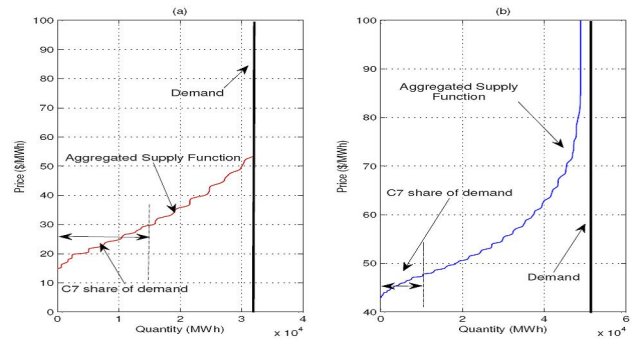 (a)
100
90
80
70
60
50
40
30
20
10
0
Price ($/MWh)
Demand
Aggregated Supply Function
C7 share of demand
0
1
2
3
4
Quantity (MWh)
x 10^4
(b)
100
90
80
70
60
50
40
Price ($/MWh)
Aggregated Supply
Function
C7 share of demand
Demand
0
2
4
6
Quantity (MWh)
x 10^4